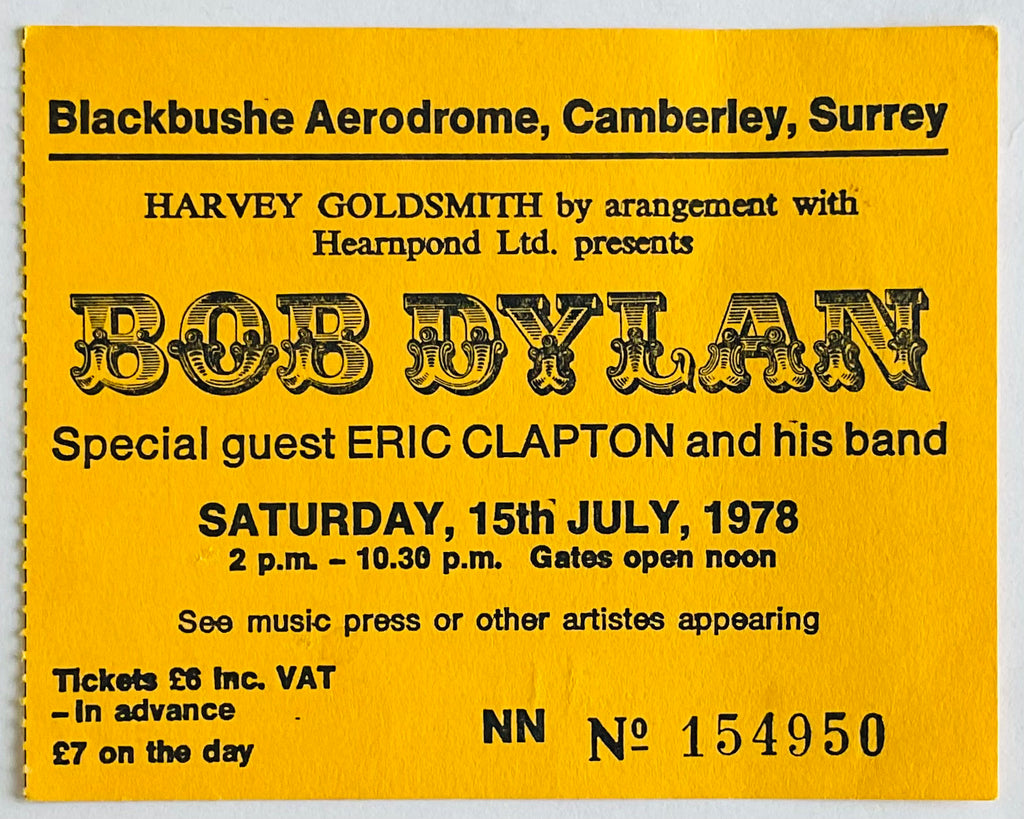 Blackbushe Aerodrome, Camberley, Surrey
HARVEY GOLDSMITH by arangement with
Hearnpond Ltd. presents
BOB DYLAN
Special guest ERIC CLAPTON and his band
SATURDAY, 15th JULY, 1978
2 p.m. – 10.30 p.m. Gates open noon
See music press or other artistes appearing
Tickets £6 inc. VAT
– In advance
£7 on the day
NN Nº 154950